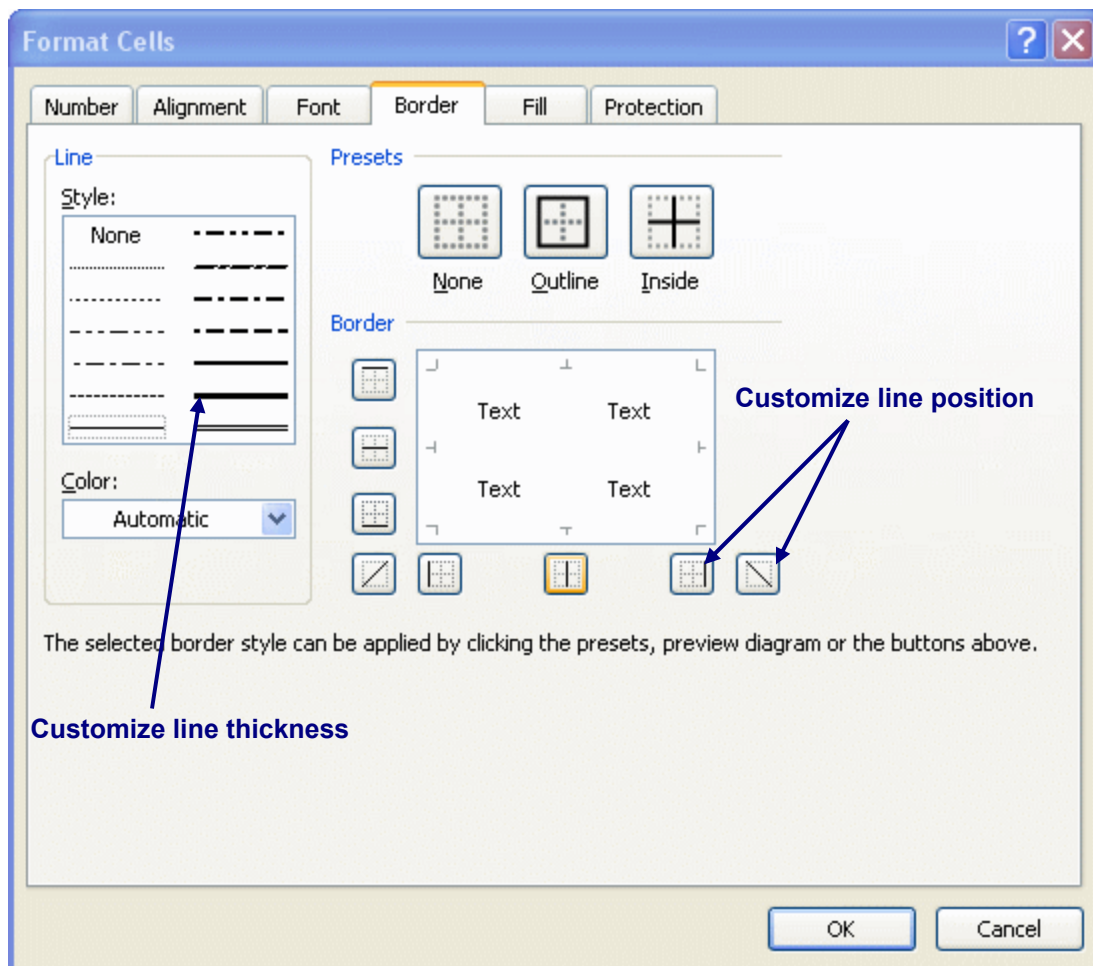 Format Cells
Number Alignment Font Border Fill Protection
Line
Style:
None
Color:
Automatic
Presets
None Outline Inside
Border
Text Text
Text Text
Customize line position
The selected border style can be applied by clicking the presets, preview diagram or the buttons above.
Customize line thickness
OK Cancel